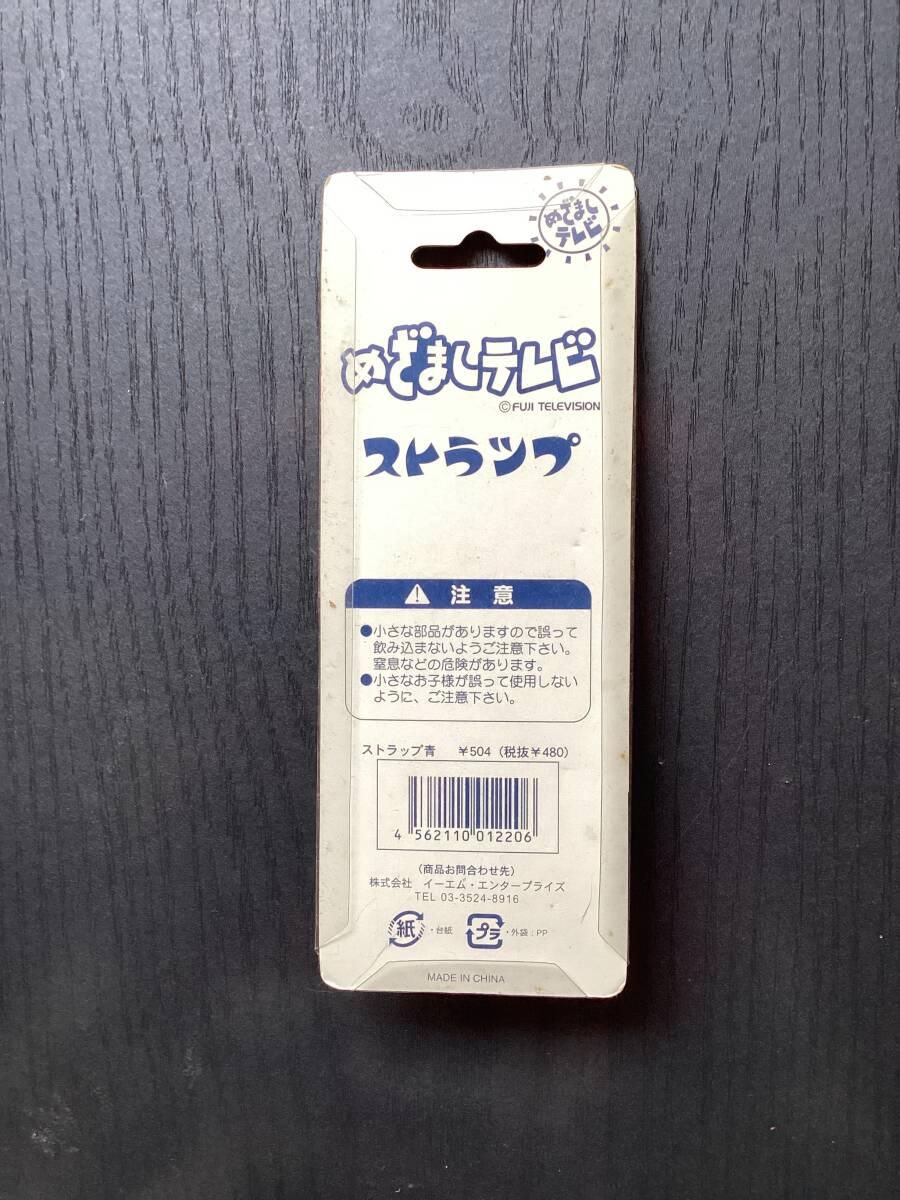 めざまし
テレビ
めざましテレビ
©FUJI TELEVISION
ストラップ
注意
●小さな部品がありますので誤って
飲み込まないようご注意下さい。
窒息などの危険があります。
●小さなお子様が誤って使用しない
ように、ご注意下さい。
ストラップ青 ¥504(税抜¥480)
4 562110 012206
(商品お問合わせ先)
株式会社 イーエム・エンタープライズ
TEL 03-3524-8916
紙・台紙 プラ・外袋:PP
MADE IN CHINA